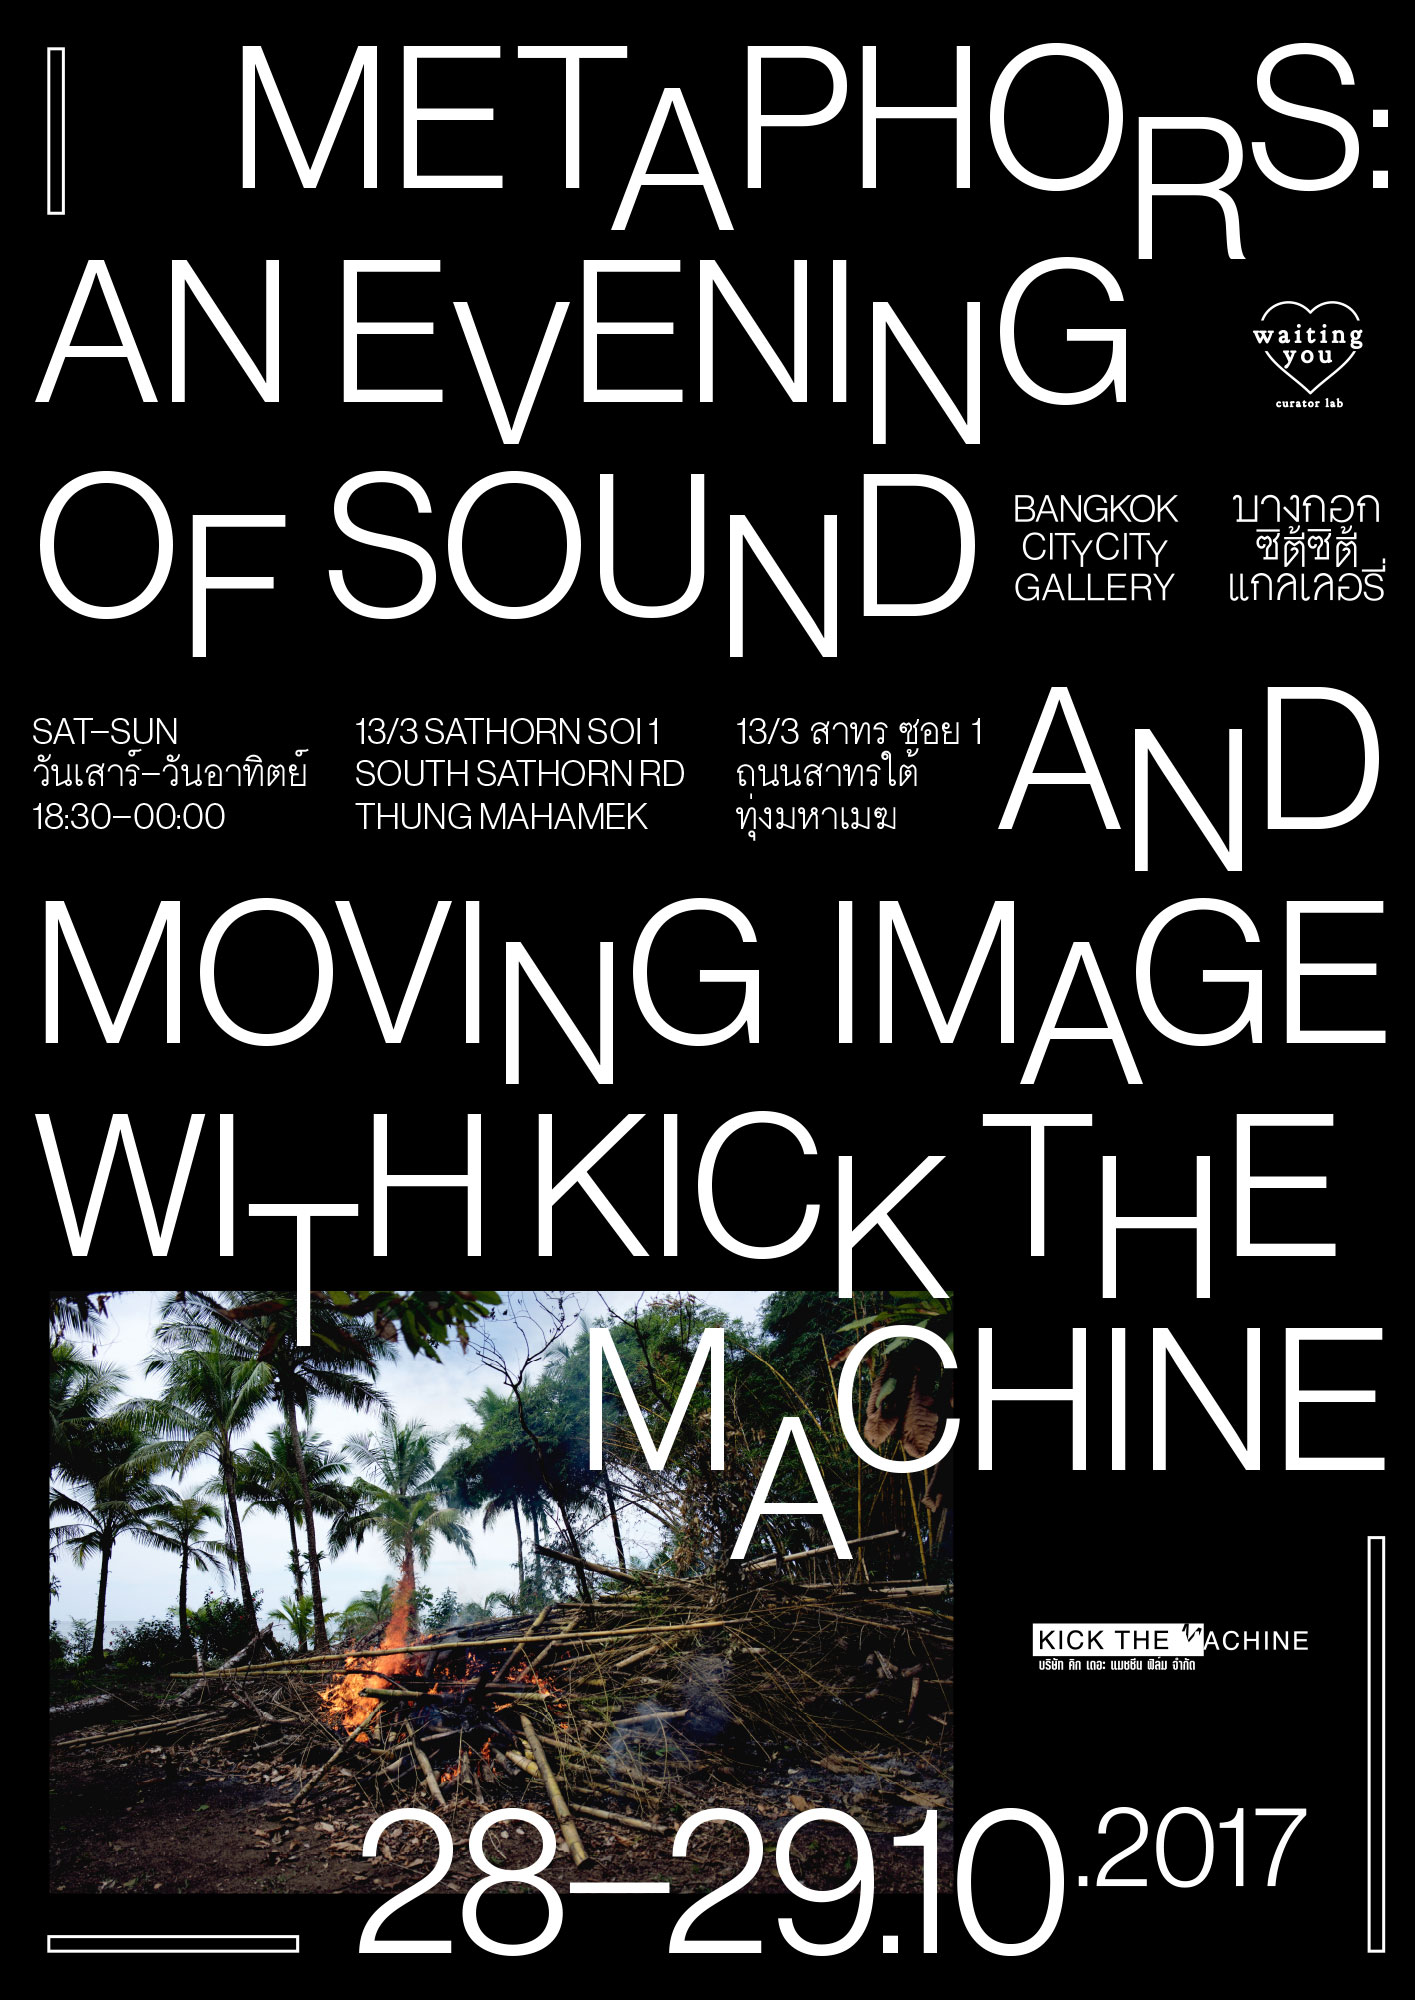 METAPHORS:
AN EVENING
waiting
you
curator lab
OF SOUND
BANGKOK
CITYCITY
GALLERY
บางกอก
ซิตี้ซิตี้
แกลเลอรี่
SAT–SUN
วันเสาร์–วันอาทิตย์
18:30–00:00
13/3 SATHORN SOI 1
SOUTH SATHORN RD
THUNG MAHAMEK
13/3 สาทร ซอย 1
ถนนสาทรใต้
ทุ่งมหาเมฆ
AND
MOVING IMAGE
WITH KICK THE
MACHINE
KICK THE MACHINE
บริษัท คิก เดอะ แมชชีน ฟิล์ม จำกัด
28–29.10.2017